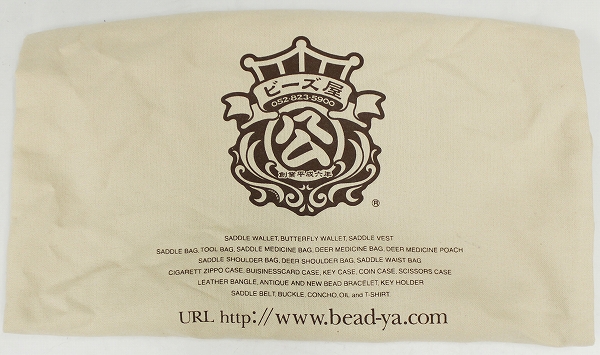 ビーズ屋
052-823-5900
公
創業平成六年
®
SADDLE WALLET, BUTTERFLY WALLET, SADDLE VEST
SADDLE BAG, TOOL BAG, SADDLE MEDICINE BAG, DEER MEDICINE BAG, DEER MEDICINE POACH
SADDLE SHOULDER BAG, DEER SHOULDER BAG, SADDLE WAIST BAG
CIGARETT ZIPPO CASE, BUISINESSCARD CASE, KEY CASE, COIN CASE, SCISSORS CASE
LEATHER BANGLE, ANTIQUE AND NEW BEAD BRACELET, KEY HOLDER
SADDLE BELT, BUCKLE, CONCHO, OIL and T-SHIRT
URL http://www.bead-ya.com